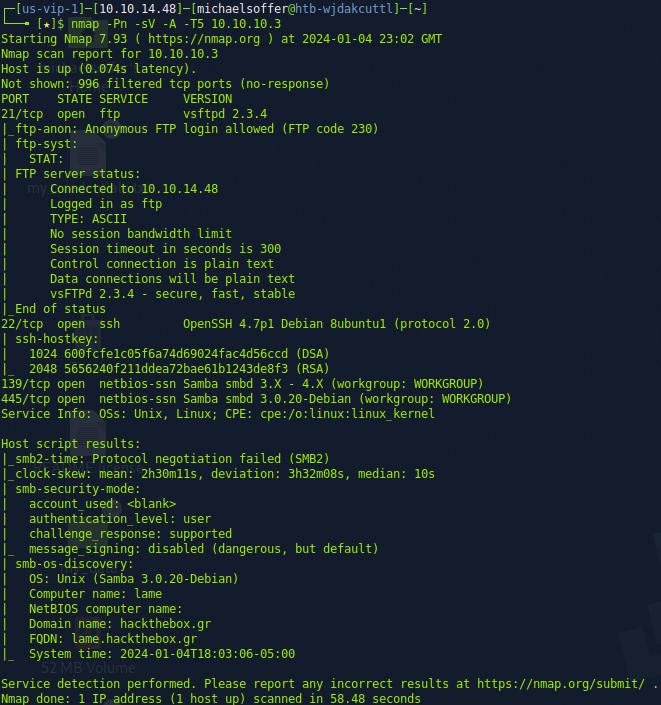 [us-vip-1]─[10.10.14.48]─[michaelsoffer@htb-wjdakcuttl]─[~]
[★]$ nmap -Pn -sV -A -T5 10.10.10.3
Starting Nmap 7.93 ( https://nmap.org ) at 2024-01-04 23:02 GMT
Nmap scan report for 10.10.10.3
Host is up (0.074s latency).
Not shown: 996 filtered tcp ports (no-response)
PORT    STATE SERVICE     VERSION
21/tcp  open  ftp         vsftpd 2.3.4
|_ftp-anon: Anonymous FTP login allowed (FTP code 230)
| ftp-syst:
|   STAT:
| FTP server status:
|      Connected to 10.10.14.48
|      Logged in as ftp
|      TYPE: ASCII
|      No session bandwidth limit
|      Session timeout in seconds is 300
|      Control connection is plain text
|      Data connections will be plain text
|      vsFTPd 2.3.4 - secure, fast, stable
|_End of status
22/tcp  open  ssh         OpenSSH 4.7p1 Debian 8ubuntu1 (protocol 2.0)
| ssh-hostkey:
|   1024 600fcfe1c05f6a74d69024fac4d56ccd (DSA)
|_  2048 5656240f211ddea72bae61b1243de8f3 (RSA)
139/tcp open  netbios-ssn Samba smbd 3.X - 4.X (workgroup: WORKGROUP)
445/tcp open  netbios-ssn Samba smbd 3.0.20-Debian (workgroup: WORKGROUP)
Service Info: OSs: Unix, Linux; CPE: cpe:/o:linux:linux_kernel
Host script results:
|_smb2-time: Protocol negotiation failed (SMB2)
|_clock-skew: mean: 2h30m11s, deviation: 3h32m08s, median: 10s
| smb-security-mode:
|   account_used: <blank>
|   authentication_level: user
|   challenge_response: supported
|_  message_signing: disabled (dangerous, but default)
| smb-os-discovery:
|   OS: Unix (Samba 3.0.20-Debian)
|   Computer name: lame
|   NetBIOS computer name:
|   Domain name: hackthebox.gr
|   FQDN: lame.hackthebox.gr
|_  System time: 2024-01-04T18:03:06-05:00
52 MB Volume
Service detection performed. Please report any incorrect results at https://nmap.org/submit/ .
Nmap done: 1 IP address (1 host up) scanned in 58.48 seconds